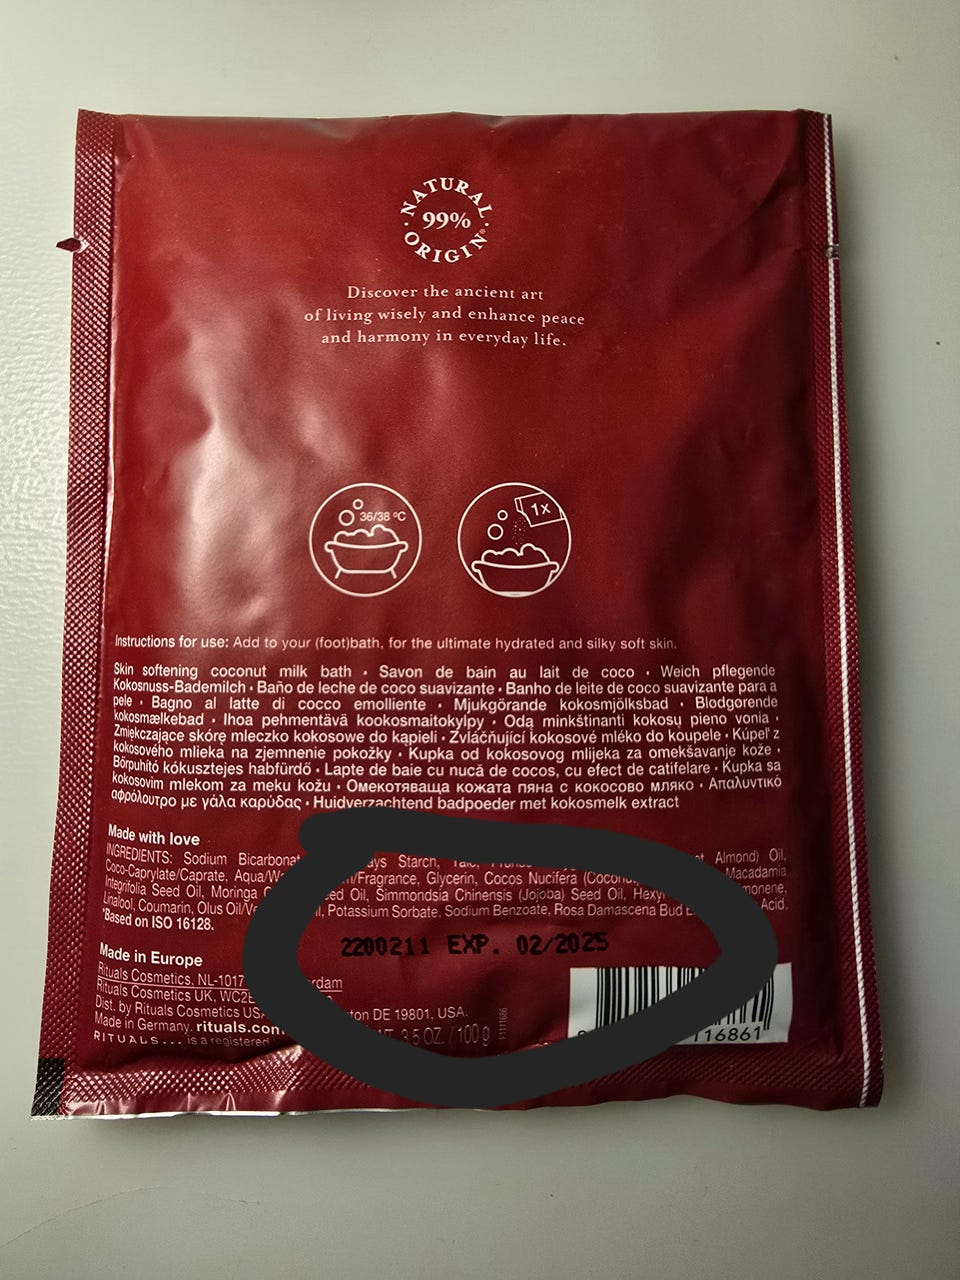 NATURAL
99%
ORIGIN®
Discover the ancient art
of living wisely and enhance peace
and harmony in everyday life.
36/38 ºC
1x
Instructions for use: Add to your (foot)bath, for the ultimate hydrated and silky soft skin.
Skin softening coconut milk bath • Savon de bain au lait de coco • Weich pflegende
Kokosnuss-Bademilch • Baño de leche de coco suavizante • Banho de leite de coco suavizante para a
pele • Bagno al latte di cocco emolliente • Mjukgörande kokosmjölksbad • Blodgørende
kokosmælkebad • Ihoa pehmentävä kookosmaitokylpy • Odą minkštinanti kokosų pieno vonia •
Zmiękczające skórę mleczko kokosowe do kąpieli • Zvláčňující kokosové mléko do koupele • Kúpeľ z
kokosového mlieka na zjemnenie pokožky • Kupka od kokosovog mlijeka za omekšavanje kože •
Bőrpuhító kókusztejes habfürdő • Lapte de baie cu nucă de cocos, cu efect de catifelare • Kupka sa
kokosovim mlekom za meku kožu • Омекотяваща кожата пяна с кокосово мляко • Απαλυντικό
αφρόλουτρο με γάλα καρύδας • Huidverzachtend badpoeder met kokosmelk extract
Made with love
INGREDIENTS: Sodium Starch, Almond) Oil,
Coco-Caprylate/Caprate, Fragrance, Glycerin, Cocos Nucifera Macadamia
Integrifolia Seed Oil, Moringa Oil, Simmondsia Chinensis (Jojoba) Seed Oil,
Linalool, Coumarin, Potassium Sorbate, Sodium Benzoate, Rosa Damascena Bud Acid.
*Based on ISO 16128.
2200211 EXP. 02/2025
Made in Europe
Rituals Cosmetics, NL-1017
Rituals Cosmetics UK,
Dist. by Rituals Cosmetics DE 19801, USA.
Made in Germany. rituals.com 3.5 OZ. / 100 g
RITUALS... is a registered
F111686
116861